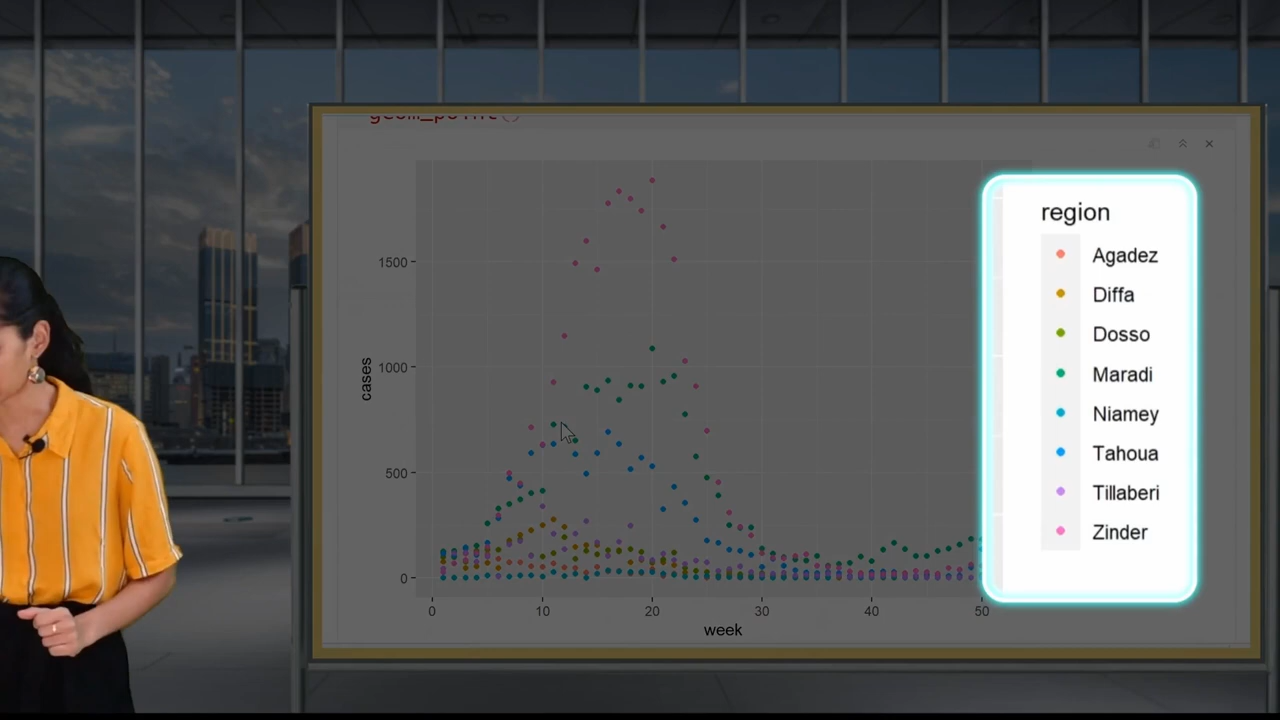 geom_point()
region
Agadez
Diffa
Dosso
Maradi
Niamey
Tahoua
Tillaberi
Zinder
1500
1000
500
0
cases
0 10 20 30 40 50
week